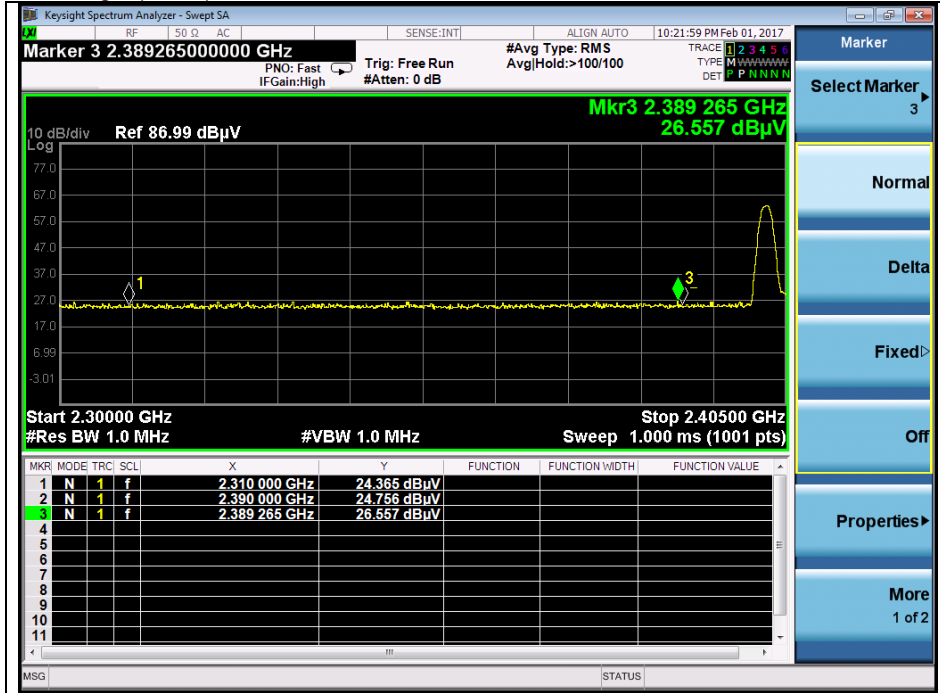 Keysight Spectrum Analyzer - Swept SA
LXI RF 50 Ω AC SENSE:INT ALIGN AUTO 10:21:59 PM Feb 01, 2017
Marker 3 2.389265000000 GHz
PNO: Fast
IFGain:High
Trig: Free Run
#Atten: 0 dB
#Avg Type: RMS
Avg|Hold:>100/100
TRACE 1 2 3 4 5 6
TYPE M WWWWW
DET P P N N N N
Mkr3 2.389 265 GHz
26.557 dBµV
10 dB/div Ref 86.99 dBµV
Log
77.0
67.0
57.0
47.0
37.0
27.0
17.0
6.99
-3.01
1
3
Start 2.30000 GHz Stop 2.40500 GHz
#Res BW 1.0 MHz #VBW 1.0 MHz Sweep 1.000 ms (1001 pts)
MKR MODE TRC SCL X Y FUNCTION FUNCTION WIDTH FUNCTION VALUE
1 N 1 f 2.310 000 GHz 24.365 dBµV
2 N 1 f 2.390 000 GHz 24.756 dBµV
3 N 1 f 2.389 265 GHz 26.557 dBµV
4
5
6
7
8
9
10
11
MSG STATUS
Marker
Select Marker
3
Normal
Delta
Fixed
Off
Properties
More
1 of 2